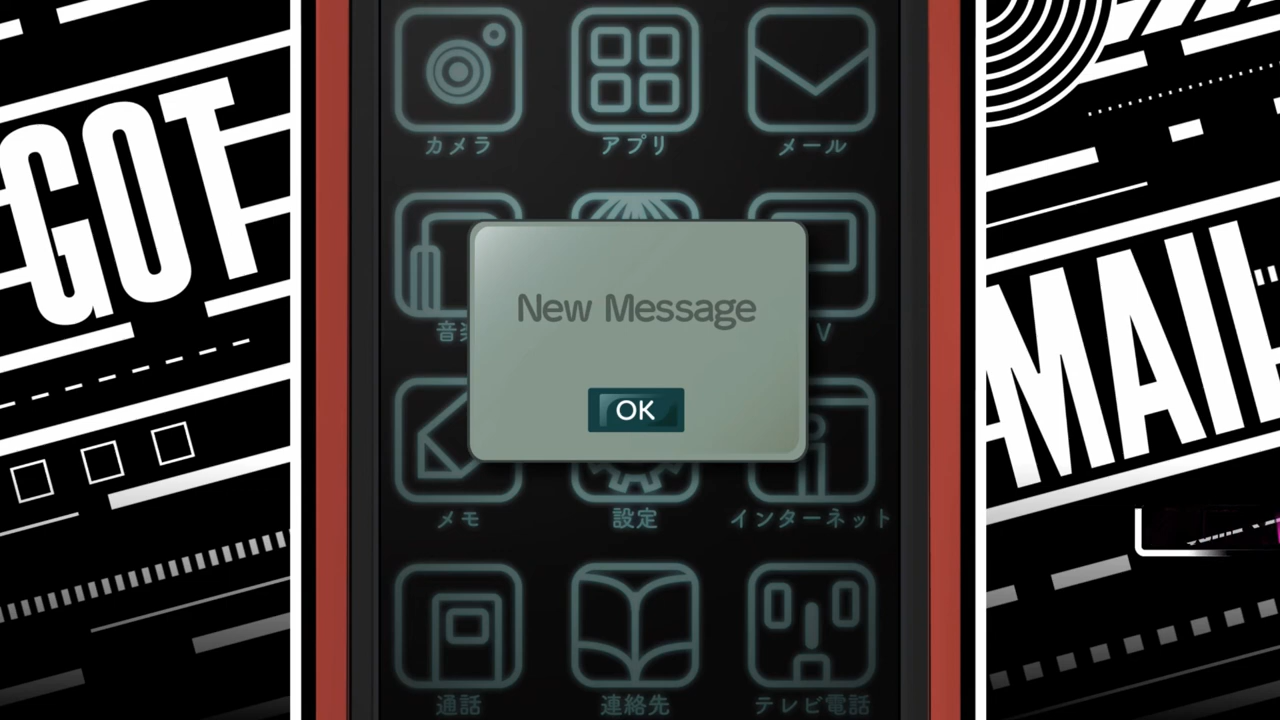 GOT
カメラ
アプリ
メール
MAIL
New Message
OK
V
メモ
設定
インターネット
通話
連絡先
テレビ電話